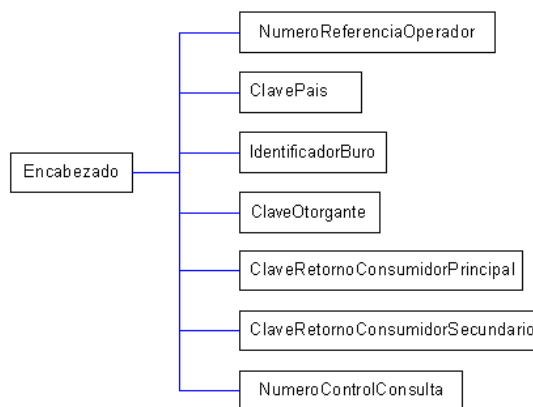 NumeroReferenciaOperador
ClavePais
IdentificadorBuro
Encabezado
ClaveOtorgante
ClaveRetornoConsumidorPrincipal
ClaveRetornoConsumidorSecundario
NumeroControlConsulta